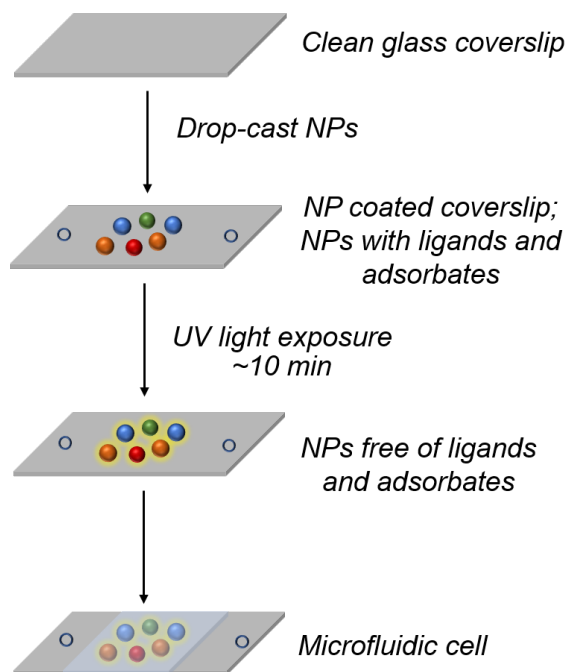 Clean glass coverslip
Drop-cast NPs
NP coated coverslip;
NPs with ligands and
adsorbates
UV light exposure
~10 min
NPs free of ligands
and adsorbates
Microfluidic cell